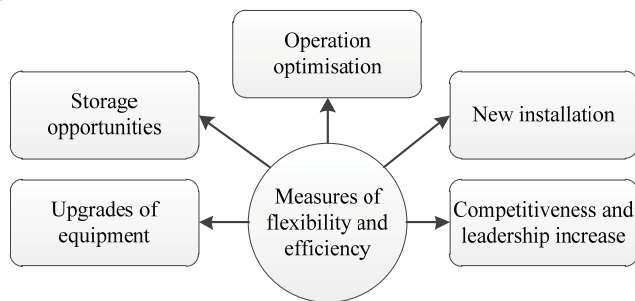 Operation
optimisation
Storage
opportunities
New installation
Measures of
flexibility and
efficiency
Upgrades of
equipment
Competitiveness and
leadership increase